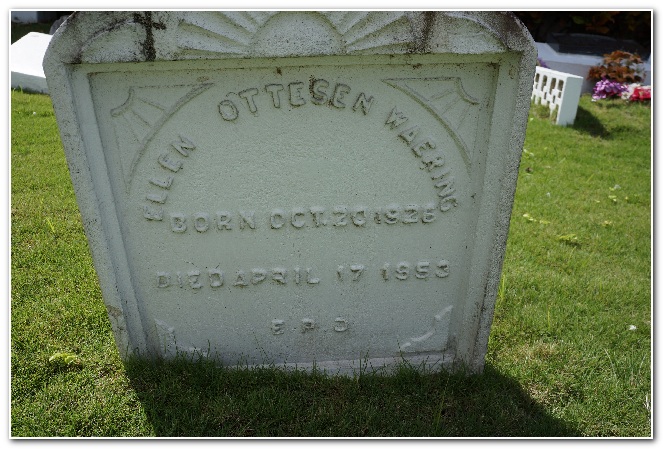 ELLEN OTTESEN WAERING
BORN OCT. 20 1926
DIED APRIL 17 1953
E.P.D